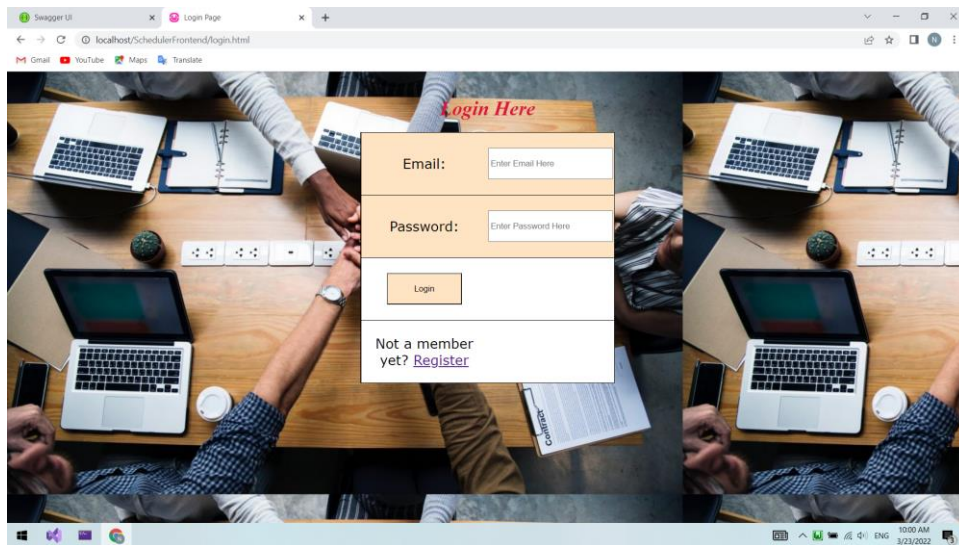 Swagger UI
Login Page
localhost/SchedulerFrontend/login.html
Gmail
YouTube
Maps
Translate
N
Login Here
Email:
Enter Email Here
Password:
Enter Password Here
Login
Not a member
yet? Register
Contract
ENG
10:00 AM
3/23/2022